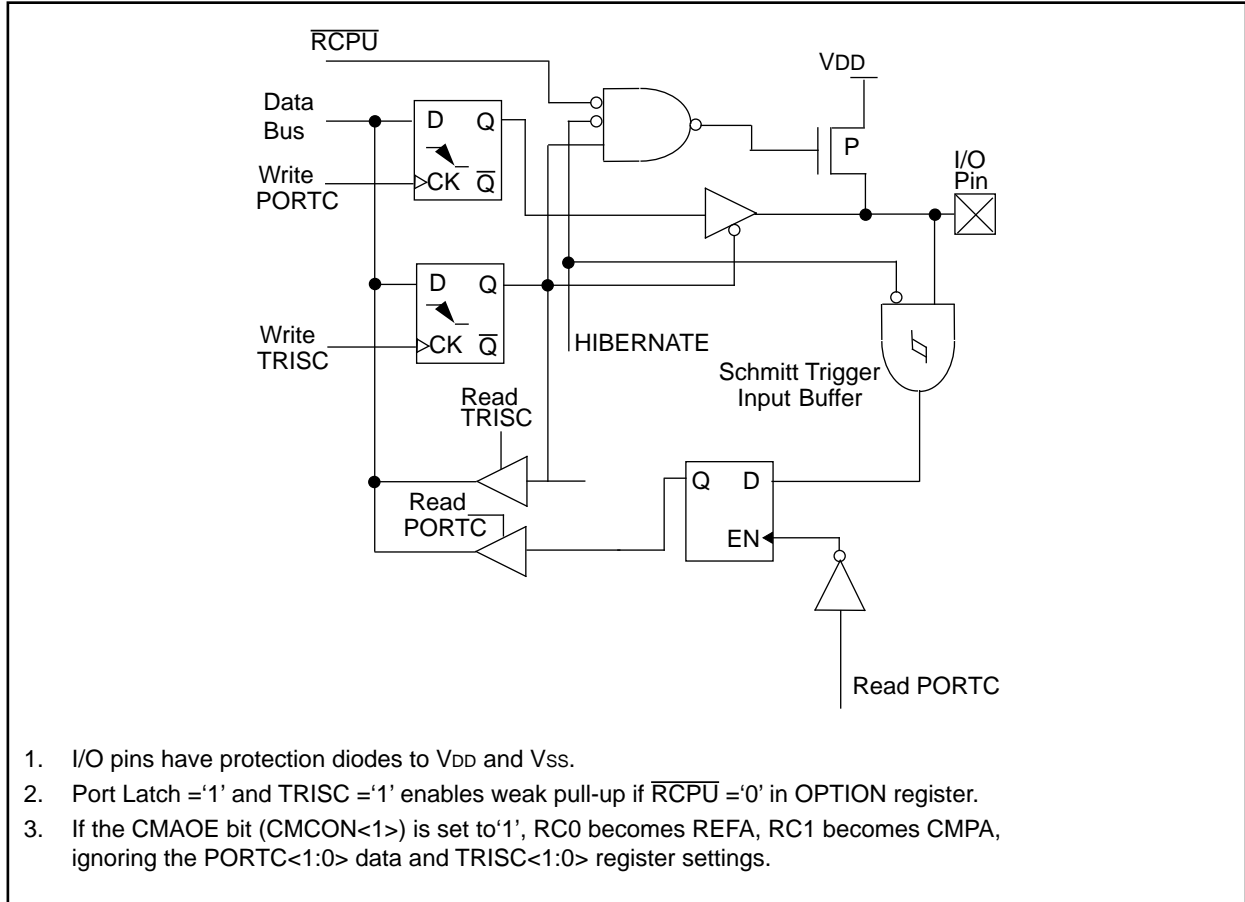 R̅C̅P̅U̅
VDD
Data
Bus
D Q
CK Q̅
P
I/O
Pin
Write
PORTC
D Q
CK Q̅
Write
TRISC
HIBERNATE
Schmitt Trigger
Input Buffer
Read
TRISC
Q D
Read
PORTC
EN
Read PORTC
1. I/O pins have protection diodes to VDD and VSS.
2. Port Latch =‘1’ and TRISC =‘1’ enables weak pull-up if R̅C̅P̅U̅ =‘0’ in OPTION register.
3. If the CMAOE bit (CMCON<1>) is set to‘1’, RC0 becomes REFA, RC1 becomes CMPA,
ignoring the PORTC<1:0> data and TRISC<1:0> register settings.